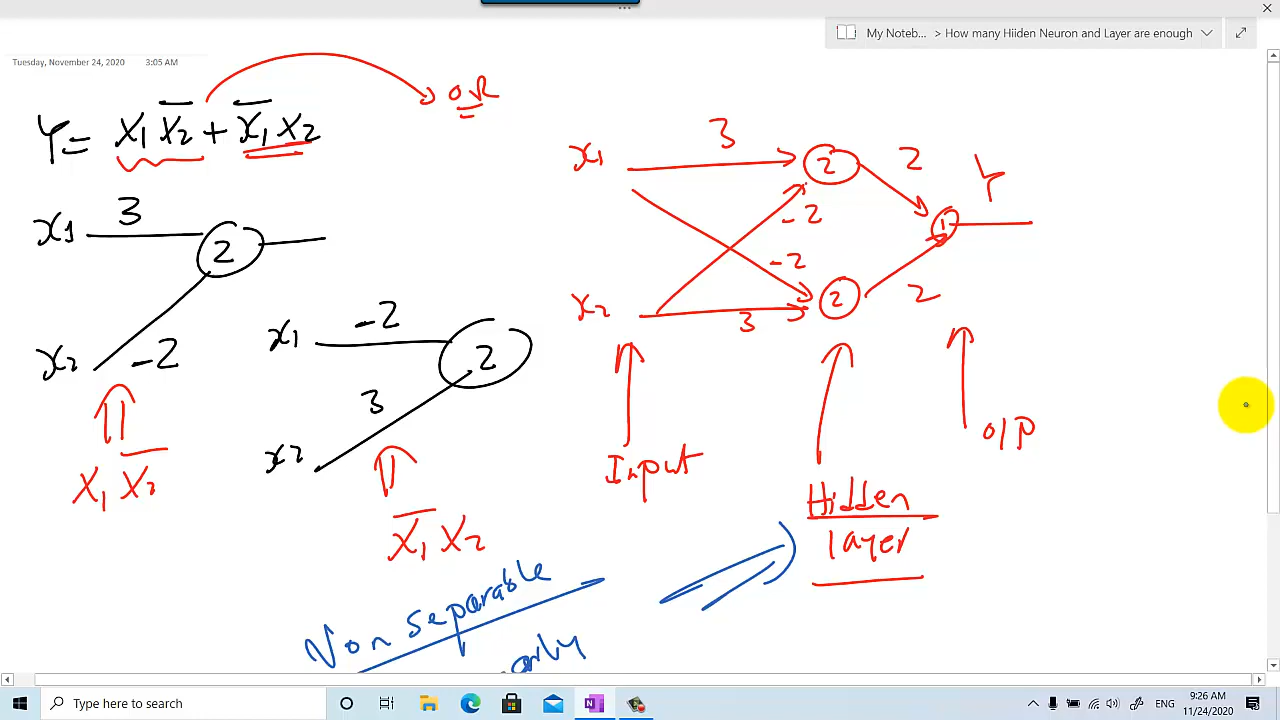 My Noteb... > How many Hiiden Neuron and Layer are enough
Tuesday, November 24, 2020 3:05 AM
OR
Y = X1 X̅2 + X̅1 X2
x1 3 2
x2 -2
X1 X̅2
x1 -2 2
x2 3
X̅1 X2
x1 3 2 2 Y
-2 1
-2
x2 3 2 2
Input
Hidden
layer
O/P
Non separable
Type here to search
ENG
9:26 AM
11/24/2020